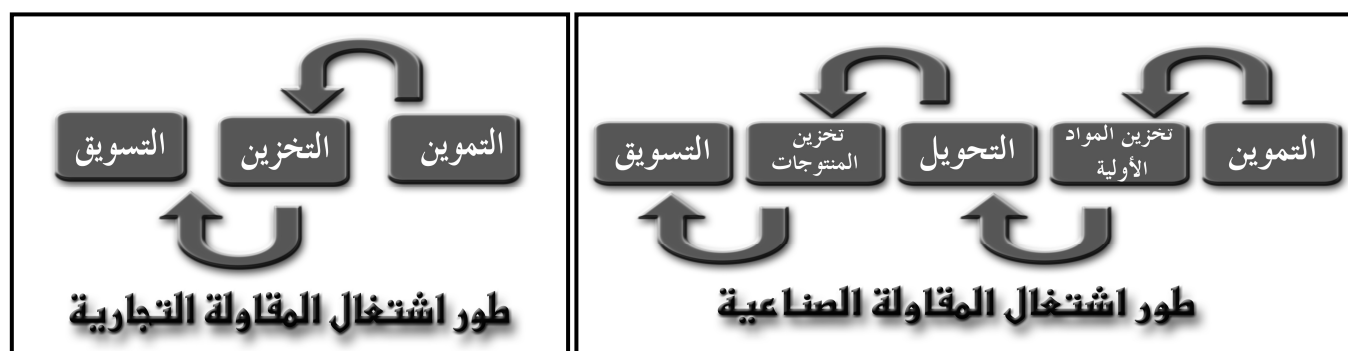 التموين
تخزين المواد
الأولية
التحويل
تخزين
المنتوجات
التسويق
طور اشتغال المقاولة الصناعية
التموين
التخزين
التسويق
طور اشتغال المقاولة التجارية